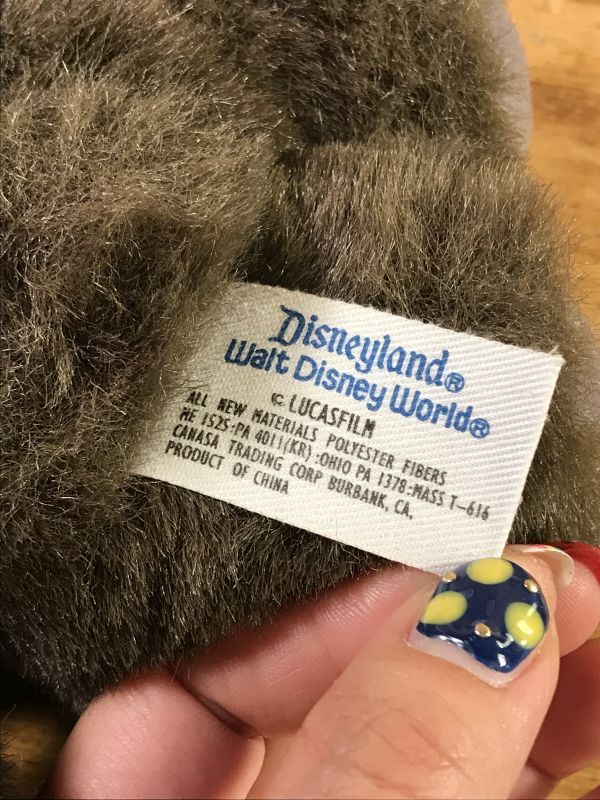 Disneyland®
Walt Disney World®
© LUCASFILM
ALL NEW MATERIALS POLYESTER FIBERS
ME 1525:PA 4011(KR):OHIO PA 1378:MASS T-616
CANASA TRADING CORP BURBANK, CA.
PRODUCT OF CHINA